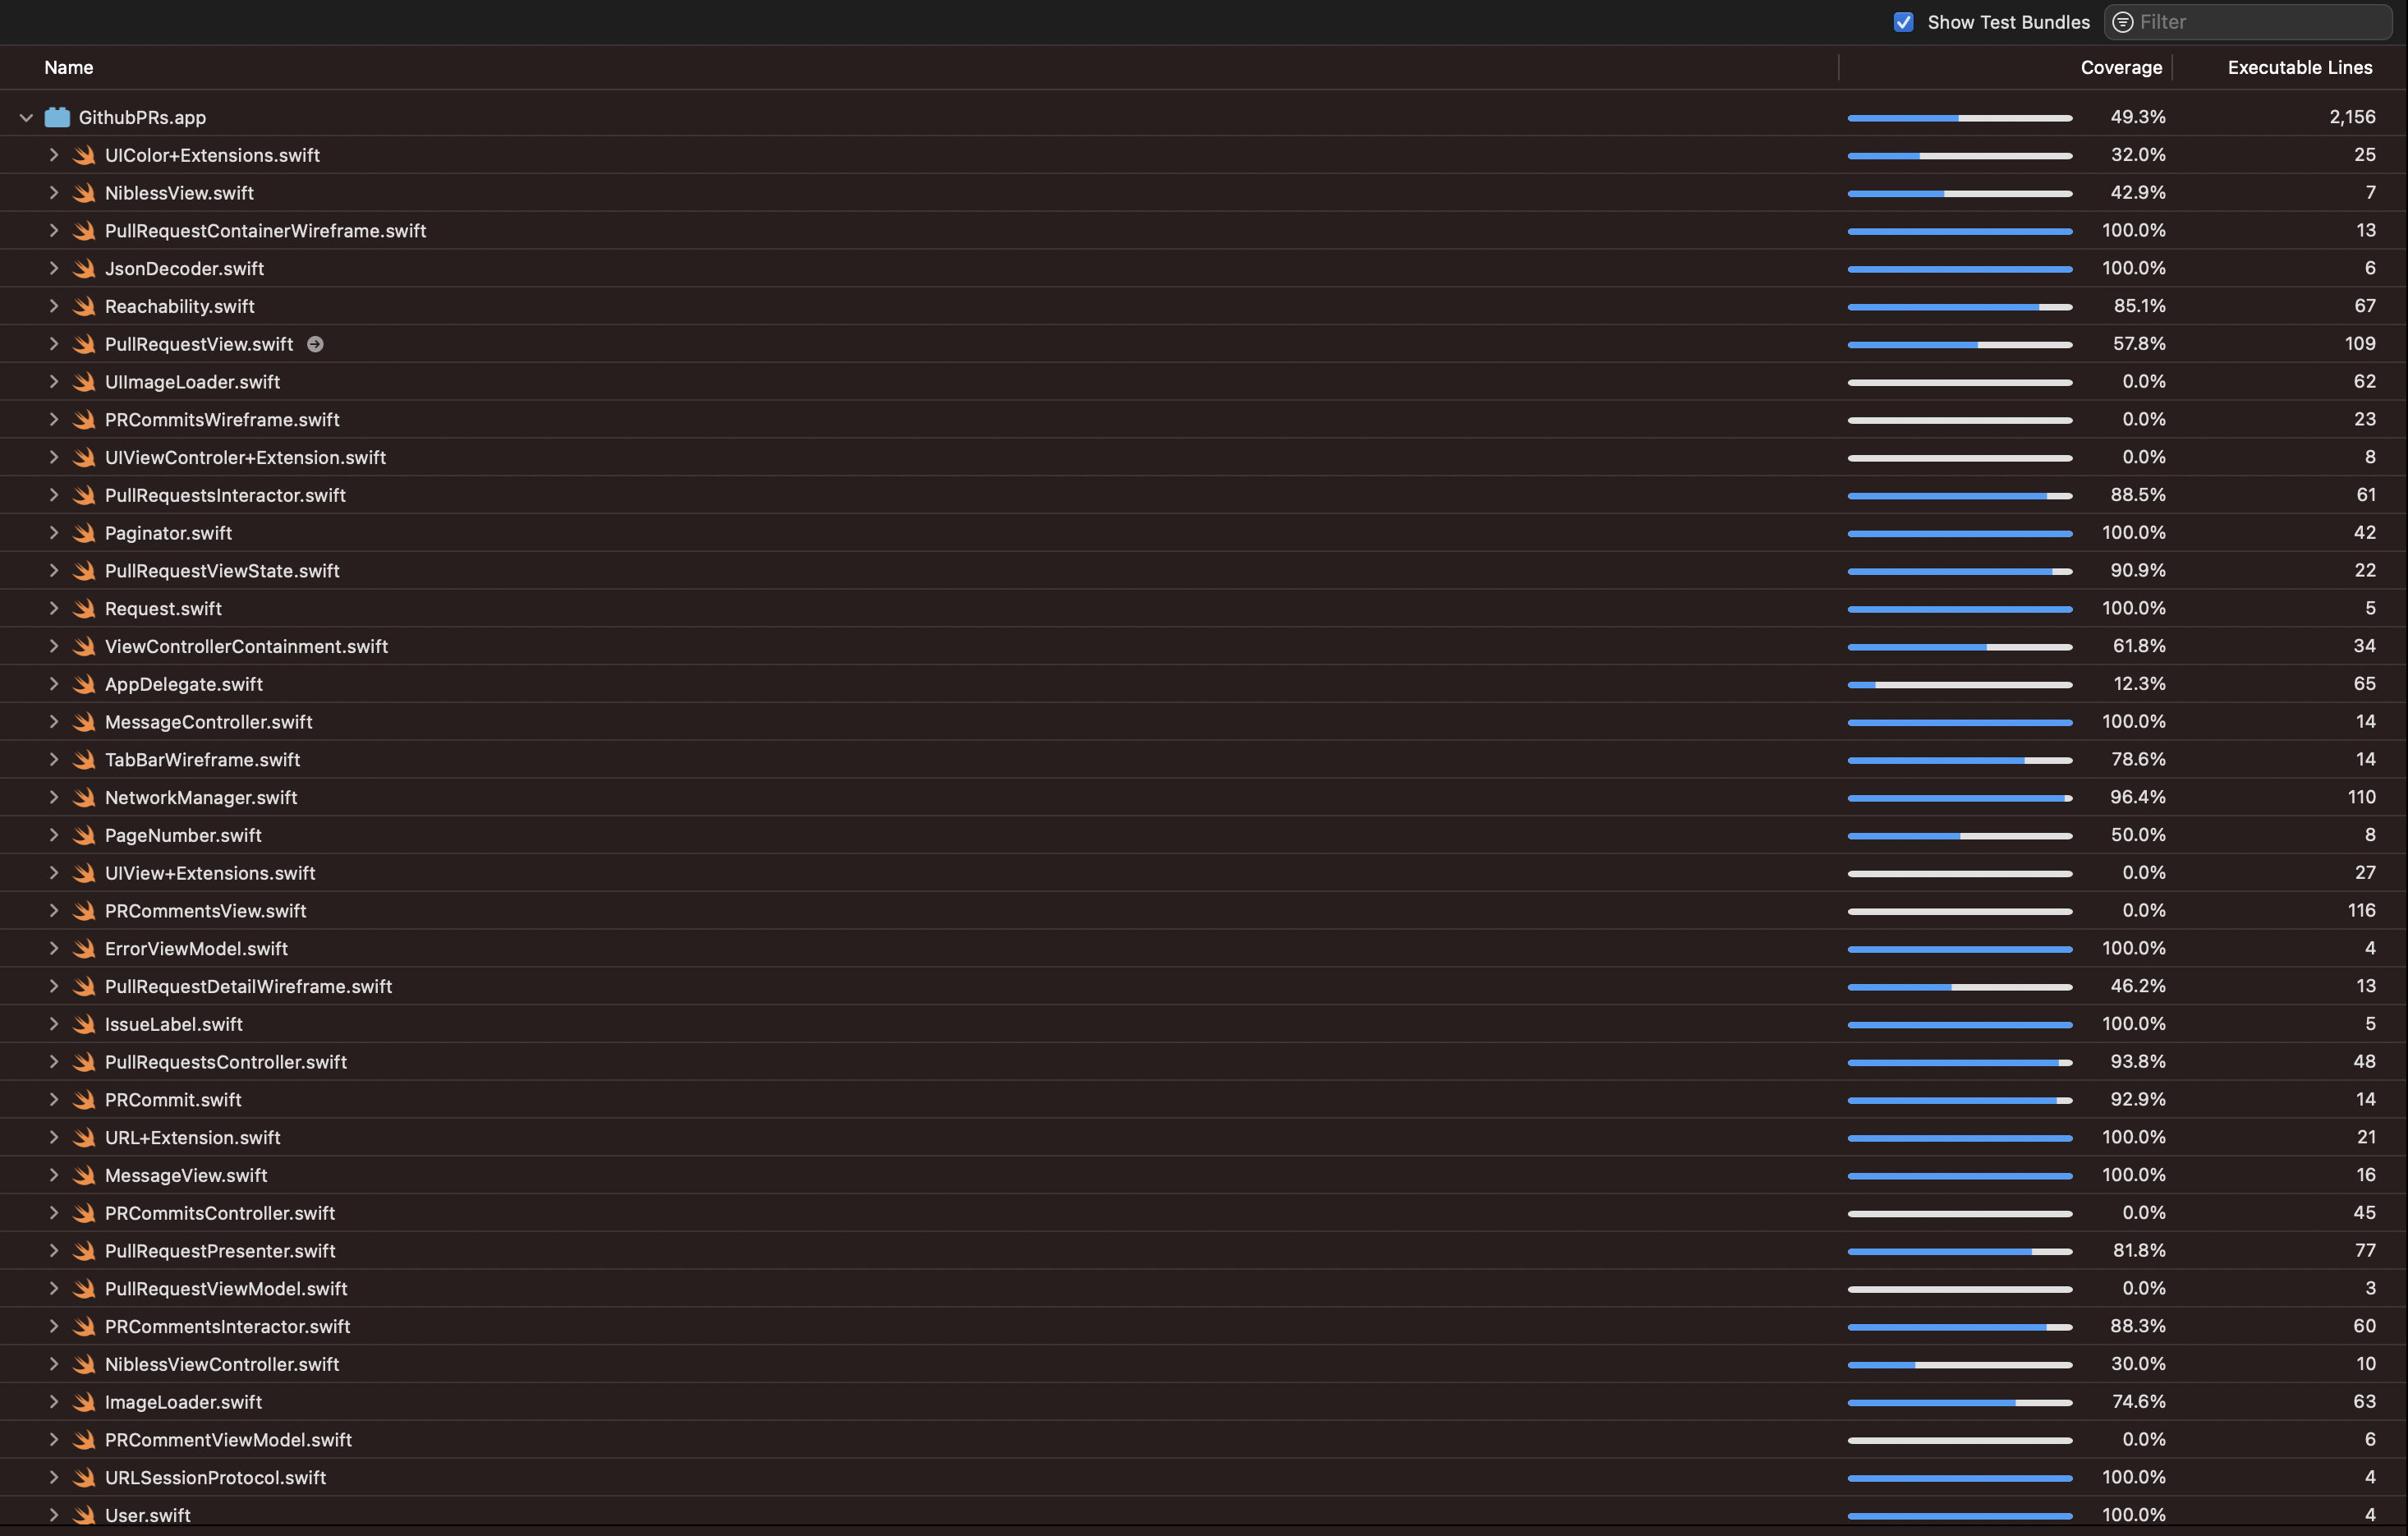 Show Test Bundles Filter
Name Coverage Executable Lines
GithubPRs.app 49.3% 2,156
UIColor+Extensions.swift 32.0% 25
NiblessView.swift 42.9% 7
PullRequestContainerWireframe.swift 100.0% 13
JsonDecoder.swift 100.0% 6
Reachability.swift 85.1% 67
PullRequestView.swift 57.8% 109
UIImageLoader.swift 0.0% 62
PRCommitsWireframe.swift 0.0% 23
UIViewControler+Extension.swift 0.0% 8
PullRequestsInteractor.swift 88.5% 61
Paginator.swift 100.0% 42
PullRequestViewState.swift 90.9% 22
Request.swift 100.0% 5
ViewControllerContainment.swift 61.8% 34
AppDelegate.swift 12.3% 65
MessageController.swift 100.0% 14
TabBarWireframe.swift 78.6% 14
NetworkManager.swift 96.4% 110
PageNumber.swift 50.0% 8
UIView+Extensions.swift 0.0% 27
PRCommentsView.swift 0.0% 116
ErrorViewModel.swift 100.0% 4
PullRequestDetailWireframe.swift 46.2% 13
IssueLabel.swift 100.0% 5
PullRequestsController.swift 93.8% 48
PRCommit.swift 92.9% 14
URL+Extension.swift 100.0% 21
MessageView.swift 100.0% 16
PRCommitsController.swift 0.0% 45
PullRequestPresenter.swift 81.8% 77
PullRequestViewModel.swift 0.0% 3
PRCommentsInteractor.swift 88.3% 60
NiblessViewController.swift 30.0% 10
ImageLoader.swift 74.6% 63
PRCommentViewModel.swift 0.0% 6
URLSessionProtocol.swift 100.0% 4
User.swift 100.0% 4